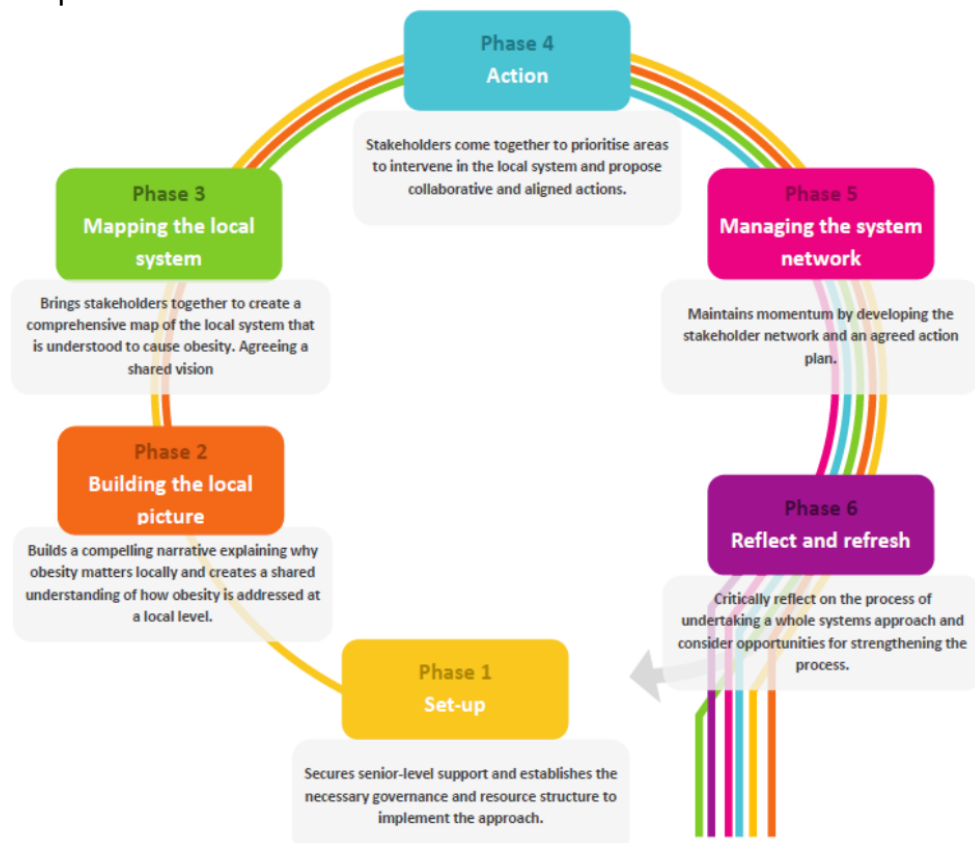 Phase 4
Action
Stakeholders come together to prioritise areas
to intervene in the local system and propose
collaborative and aligned actions.
Phase 3
Mapping the local
system
Brings stakeholders together to create a
comprehensive map of the local system that
is understood to cause obesity. Agreeing a
shared vision
Phase 5
Managing the system
network
Maintains momentum by developing the
stakeholder network and an agreed action
plan.
Phase 2
Building the local
picture
Builds a compelling narrative explaining why
obesity matters locally and creates a shared
understanding of how obesity is addressed at
a local level.
Phase 6
Reflect and refresh
Critically reflect on the process of
undertaking a whole systems approach and
consider opportunities for strengthening the
process.
Phase 1
Set-up
Secures senior-level support and establishes the
necessary governance and resource structure to
implement the approach.